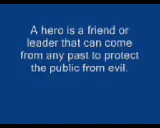 A hero is a friend or
leader that can come
from any past to protect
the public from evil.